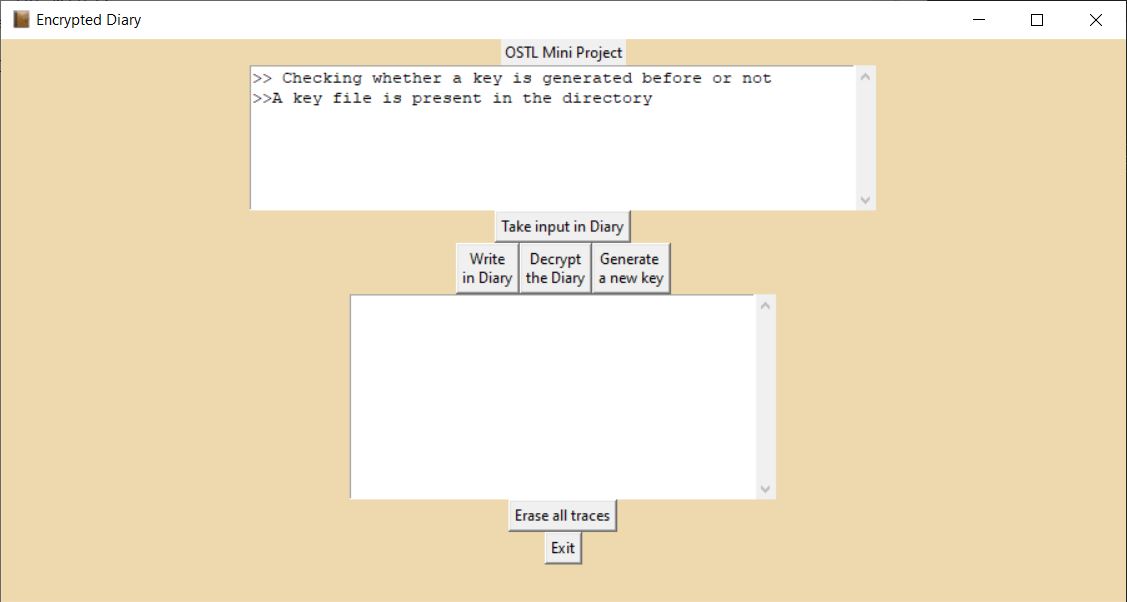 Encrypted Diary
OSTL Mini Project
>> Checking whether a key is generated before or not
>>A key file is present in the directory
Take input in Diary
Write
in Diary
Decrypt
the Diary
Generate
a new key
Erase all traces
Exit